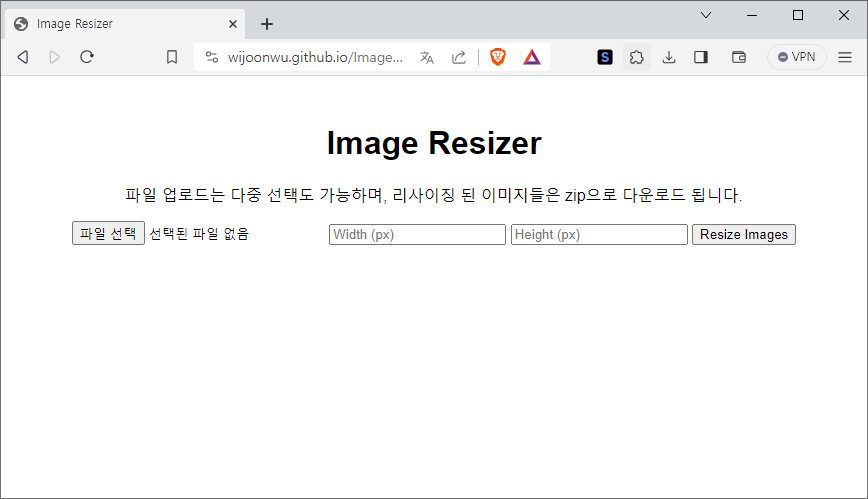 Image Resizer
wijoonwu.github.io/Image...
VPN
Image Resizer
파일 업로드는 다중 선택도 가능하며, 리사이징 된 이미지들은 zip으로 다운로드 됩니다.
파일 선택 선택된 파일 없음 Width (px) Height (px) Resize Images